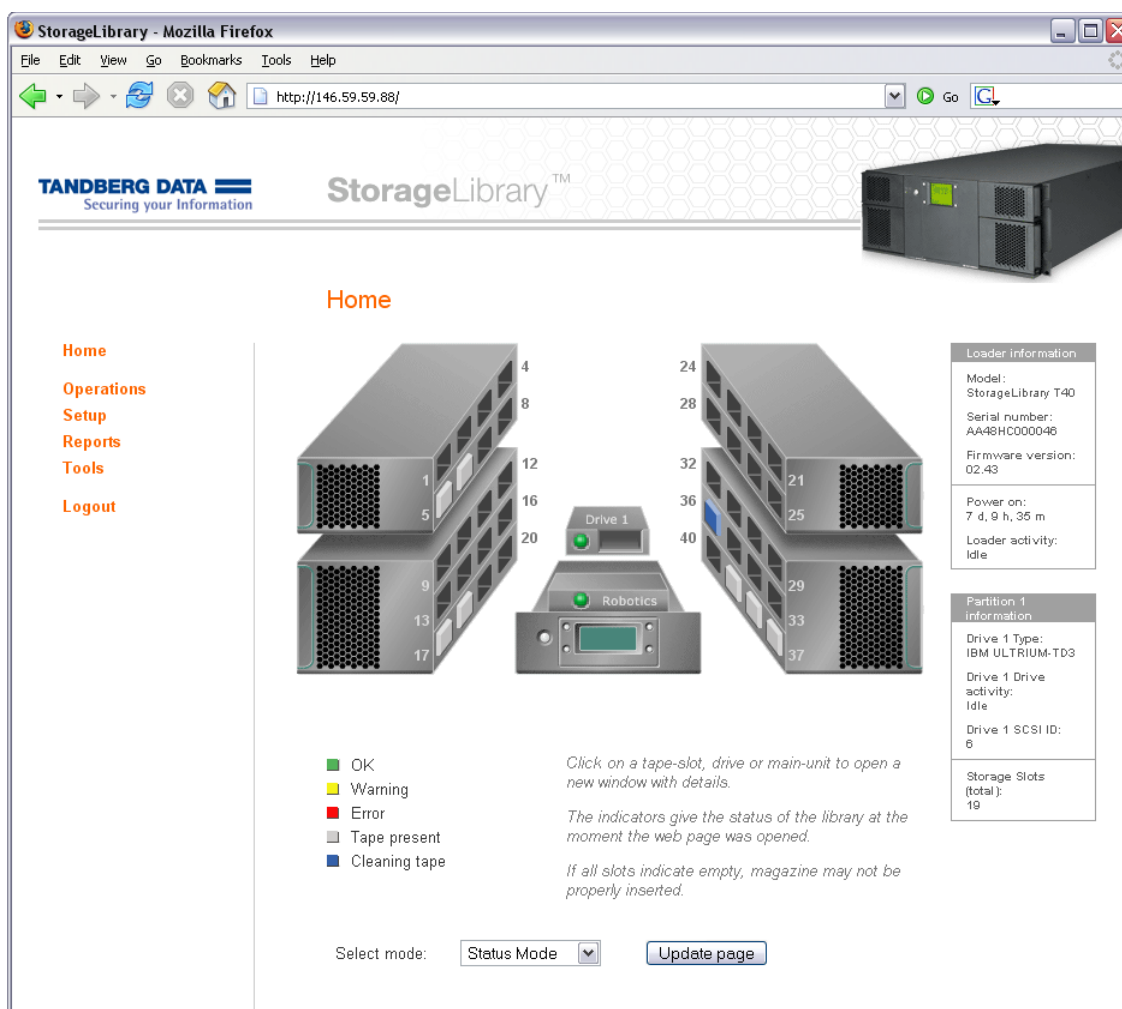 StorageLibrary - Mozilla Firefox
File Edit View Go Bookmarks Tools Help
http://146.59.59.88/ Go G
TANDBERG DATA
Securing your Information
StorageLibrary™
Home
Home
Operations
Setup
Reports
Tools
Logout
4 24
8 28
12 32
16 36
20 40
1 21
5 25
9 29
13 33
17 37
Drive 1
Robotics
Loader information
Model:
StorageLibrary T40
Serial number:
AA48HC000046
Firmware version:
02.43
Power on:
7 d, 9 h, 35 m
Loader activity:
Idle
Partition 1
information
Drive 1 Type:
IBM ULTRIUM-TD3
Drive 1 Drive
activity:
Idle
Drive 1 SCSI ID:
6
Storage Slots
(total):
19
OK
Warning
Error
Tape present
Cleaning tape
Click on a tape-slot, drive or main-unit to open a
new window with details.
The indicators give the status of the library at the
moment the web page was opened.
If all slots indicate empty, magazine may not be
properly inserted.
Select mode: Status Mode Update page